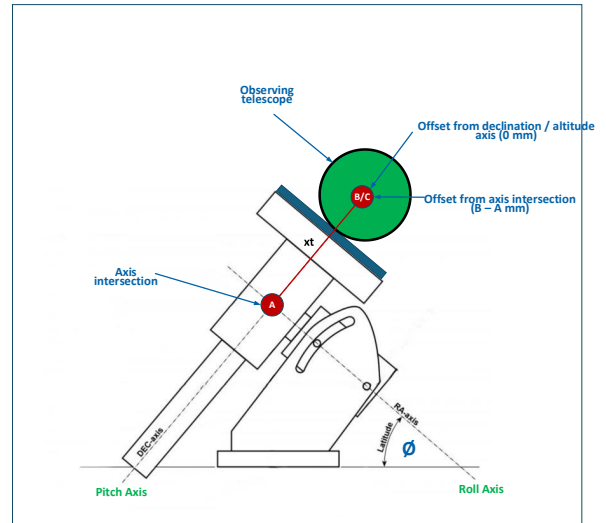 Observing
telescope
Offset from declination / altitude
axis (0 mm)
B/C
Offset from axis intersection
(B – A mm)
xt
Axis
intersection
A
RA-axis
Latitude
Ø
DEC-axis
Pitch Axis
Roll Axis